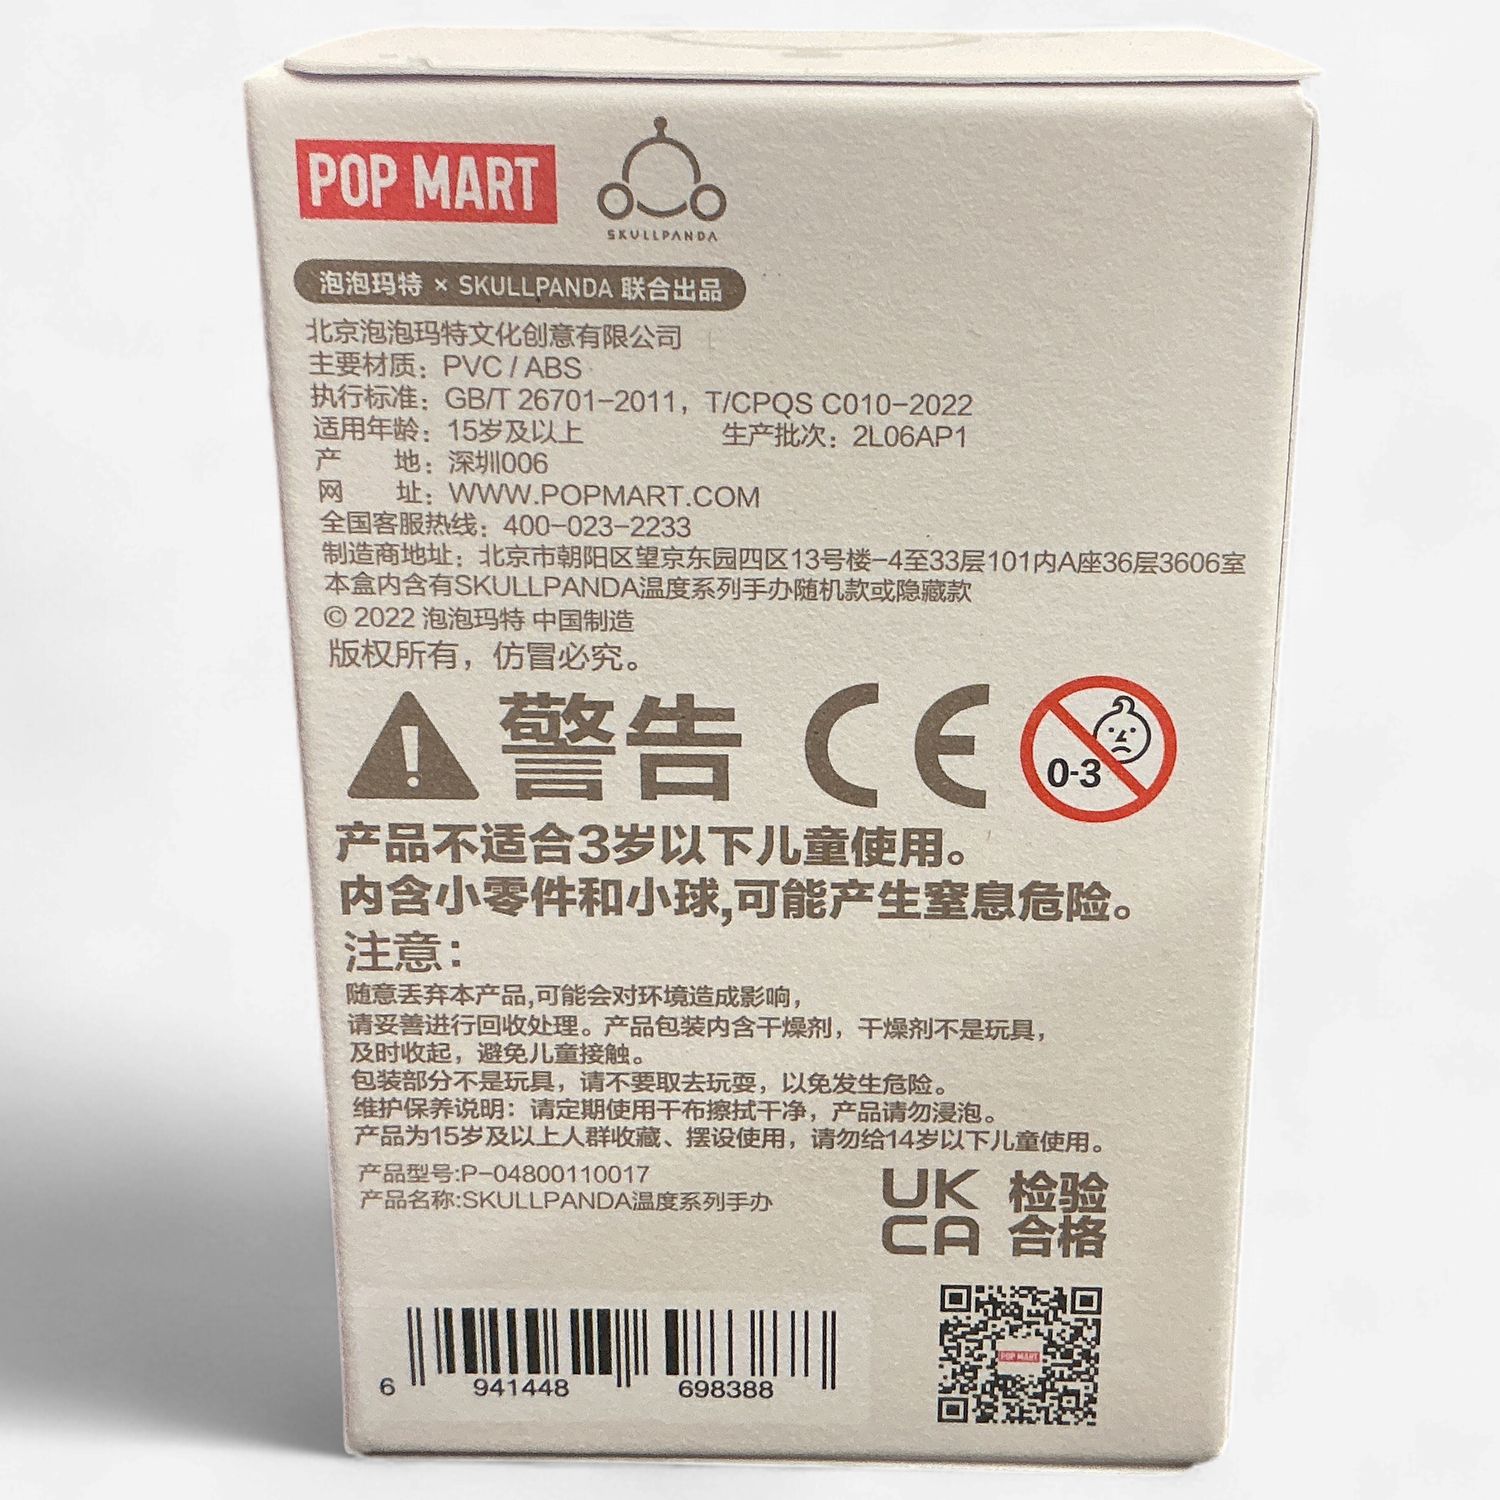 POP MART
SKULLPANDA
泡泡玛特 × SKULLPANDA 联合出品
北京泡泡玛特文化创意有限公司
主要材质：PVC / ABS
执行标准：GB/T 26701-2011，T/CPQS C010-2022
适用年龄：15岁及以上 生产批次：2L06AP1
产 地：深圳006
网 址：WWW.POPMART.COM
全国客服热线：400-023-2233
制造商地址：北京市朝阳区望京东园四区13号楼-4至33层101内A座36层3606室
本盒内含有SKULLPANDA温度系列手办随机款或隐藏款
© 2022 泡泡玛特 中国制造
版权所有，仿冒必究。
警告 CE 0-3
产品不适合3岁以下儿童使用。
内含小零件和小球,可能产生窒息危险。
注意：
随意丢弃本产品,可能会对环境造成影响，
请妥善进行回收处理。产品包装内含干燥剂，干燥剂不是玩具，
及时收起，避免儿童接触。
包装部分不是玩具，请不要取去玩耍，以免发生危险。
维护保养说明：请定期使用干布擦拭干净，产品请勿浸泡。
产品为15岁及以上人群收藏、摆设使用，请勿给14岁以下儿童使用。
产品型号:P-04800110017
产品名称:SKULLPANDA温度系列手办
UK CA
检验合格
POP MART
6 941448 698388